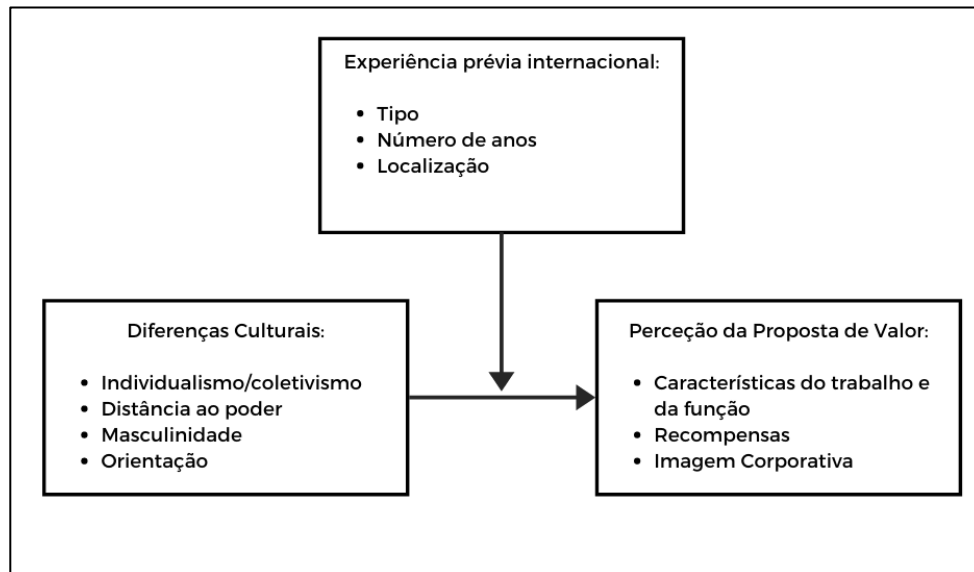 Experiência prévia internacional:
• Tipo
• Número de anos
• Localização
Diferenças Culturais:
• Individualismo/coletivismo
• Distância ao poder
• Masculinidade
• Orientação
Perceção da Proposta de Valor:
• Características do trabalho e
da função
• Recompensas
• Imagem Corporativa